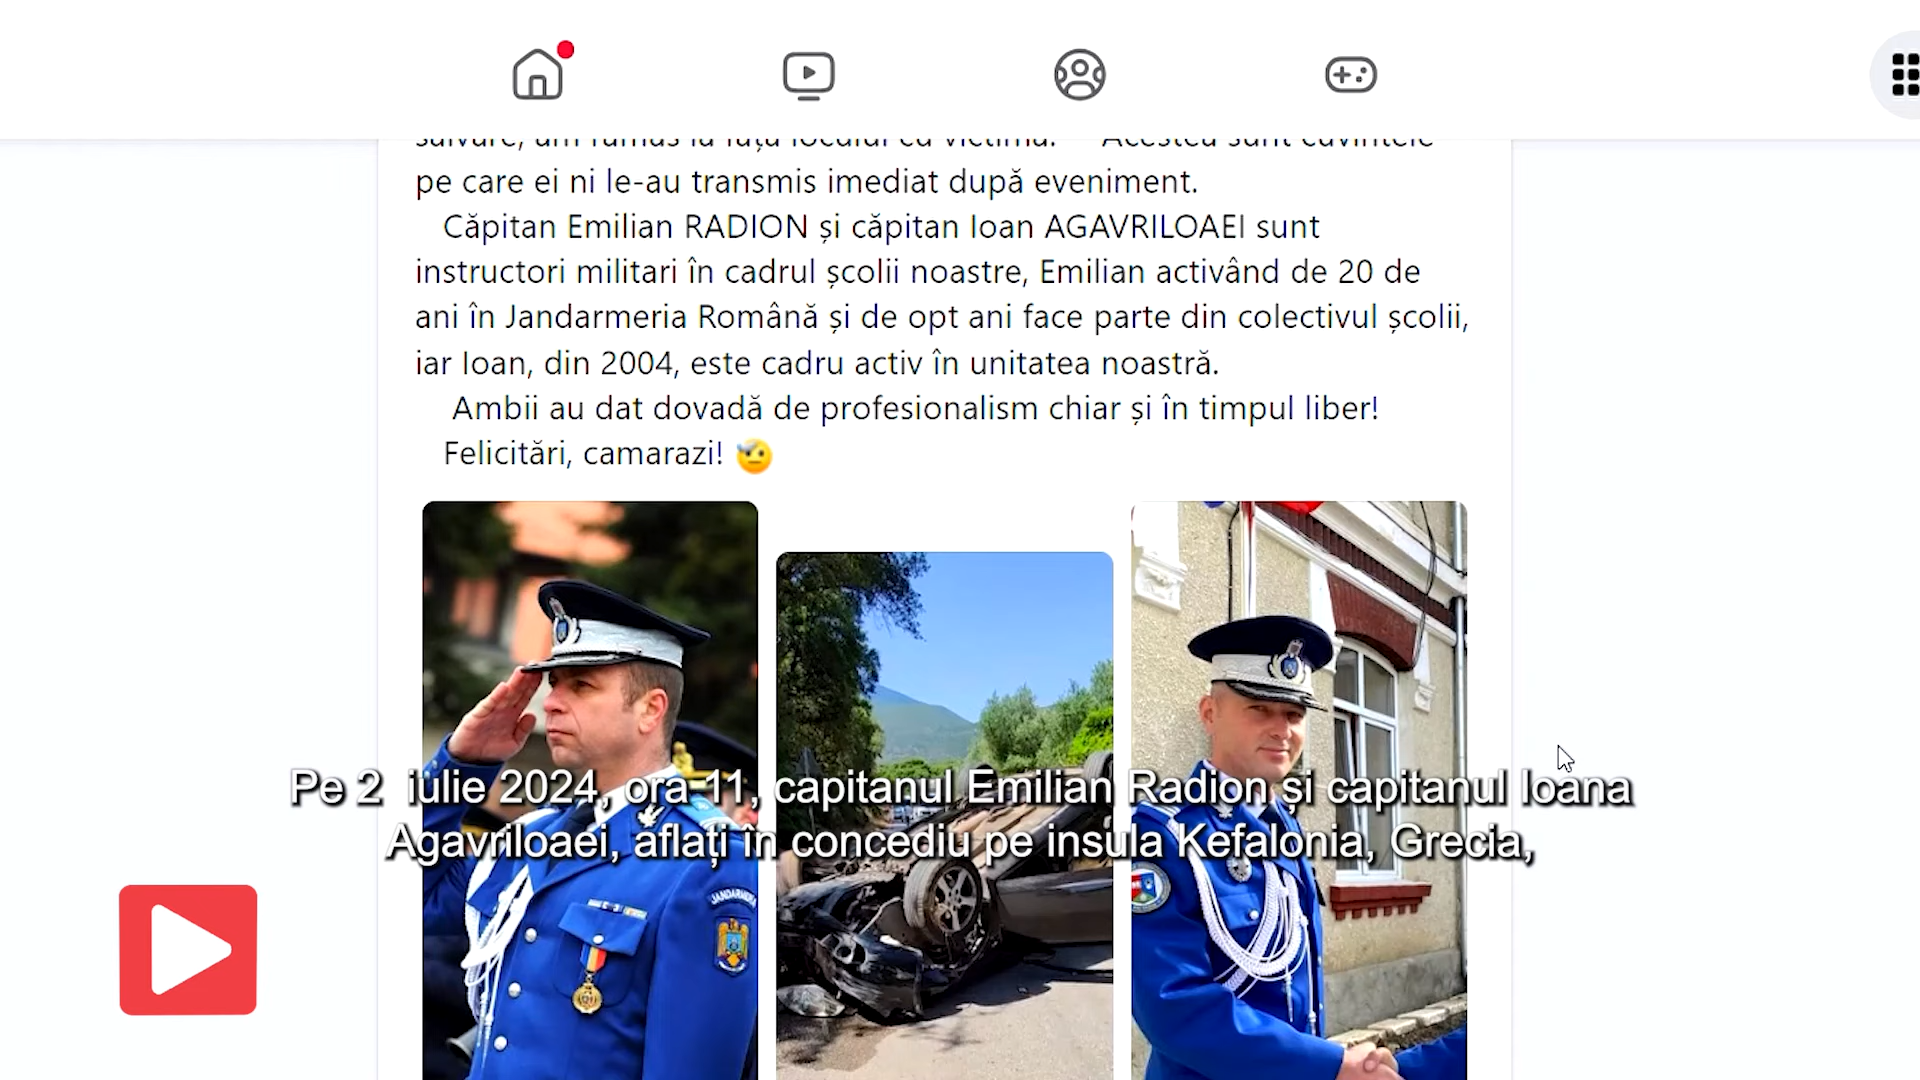 salvare, am rămas la fața locului cu victima. Acestea sunt cuvintele
pe care ei ni le-au transmis imediat după eveniment.
Căpitan Emilian RADION și căpitan Ioan AGAVRILOAEI sunt
instructori militari în cadrul școlii noastre, Emilian activând de 20 de
ani în Jandarmeria Română și de opt ani face parte din colectivul școlii,
iar Ioan, din 2004, este cadru activ în unitatea noastră.
Ambii au dat dovadă de profesionalism chiar și în timpul liber!
Felicitări, camarazi!
Pe 2 iulie 2024, ora 11, capitanul Emilian Radion și capitanul Ioana
Agavriloaei, aflați în concediu pe insula Kefalonia, Grecia,